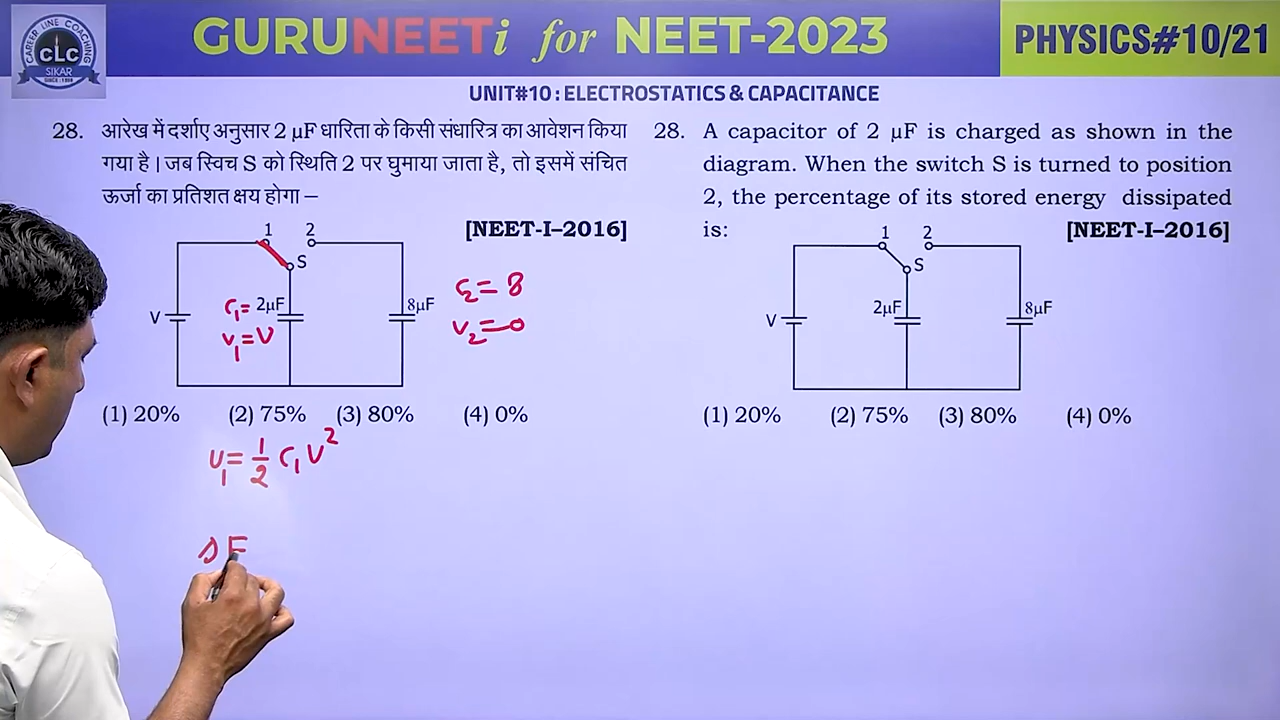 CAREER LINE COACHING
CLC
SIKAR
SINCE : 1996
GURUNEETi for NEET-2023
PHYSICS#10/21
UNIT#10 : ELECTROSTATICS & CAPACITANCE
28. आरेख में दर्शाए अनुसार 2 μF धारिता के किसी संधारित्र का आवेशन किया
गया है। जब स्विच S को स्थिति 2 पर घुमाया जाता है, तो इसमें संचित
ऊर्जा का प्रतिशत क्षय होगा –
[NEET-I–2016]
1 2
S
V
C₁= 2μF
V₁=V
8μF
C₂= 8
V₂=0
(1) 20% (2) 75% (3) 80% (4) 0%
U₁= 1/2 C₁V²
28. A capacitor of 2 μF is charged as shown in the
diagram. When the switch S is turned to position
2, the percentage of its stored energy dissipated
is: [NEET-I–2016]
1 2
S
V
2μF
8μF
(1) 20% (2) 75% (3) 80% (4) 0%